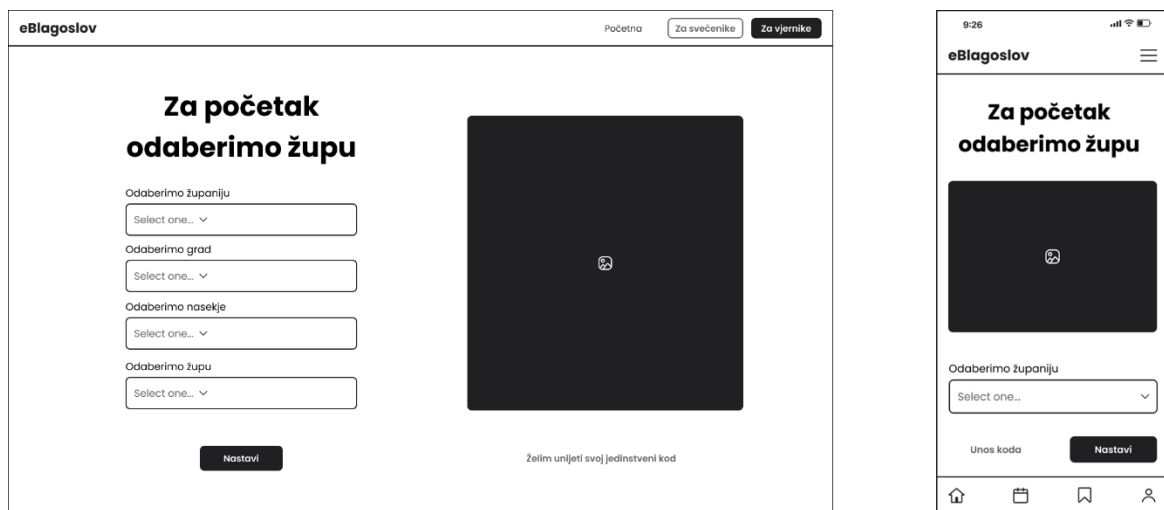 eBlagoslov
Početna
Za svećenike
Za vjernike
Za početak
odaberimo župu
Odaberimo županiju
Select one...
Odaberimo grad
Select one...
Odaberimo nasekje
Select one...
Odaberimo župu
Select one...
Nastavi
Želim unijeti svoj jedinstveni kod
9:26
eBlagoslov
Za početak
odaberimo župu
Odaberimo županiju
Select one...
Unos koda
Nastavi